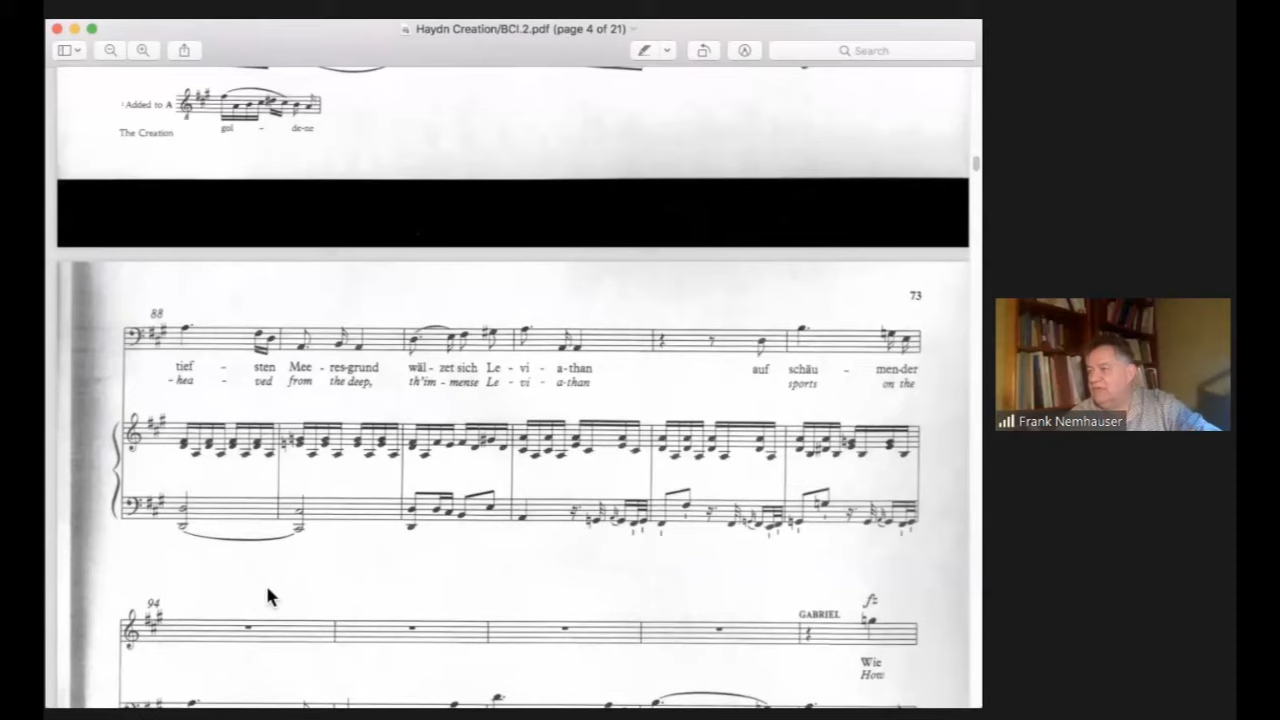 Haydn Creation/BCI.2.pdf (page 4 of 21)
Search
1 Added to A
The Creation
gol - de-ne
73
88
tief - sten Mee - res-grund wäl - zet sich Le - vi - a-than auf schäu - men-der
-hea - ved from the deep, th'im - mense Le - vi - a-than sports on the
94
GABRIEL
fz
Wie
How
Frank Nemhauser